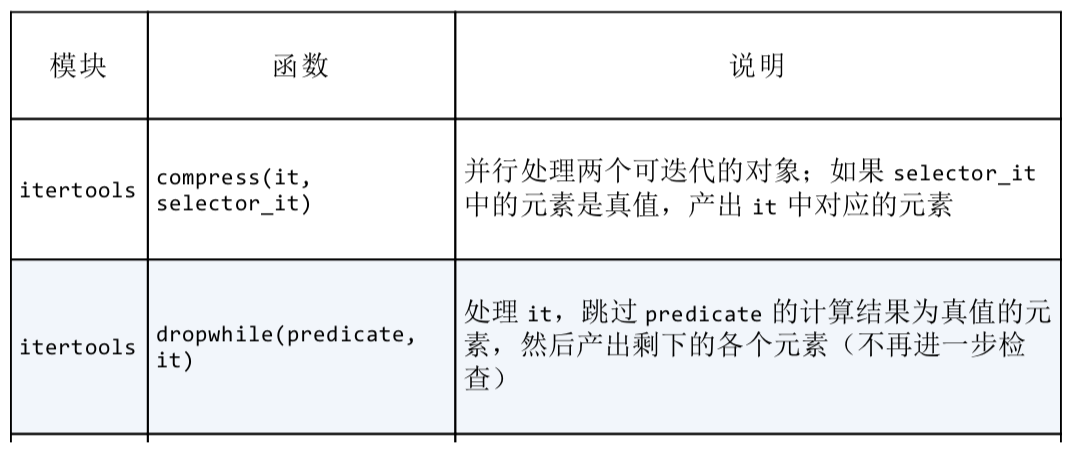 模块 函数 说明
itertools
compress(it,
selector_it)
并行处理两个可迭代的对象；如果 selector_it
中的元素是真值，产出 it 中对应的元素
itertools
dropwhile(predicate,
it)
处理 it，跳过 predicate 的计算结果为真值的元
素，然后产出剩下的各个元素（不再进一步检
查）